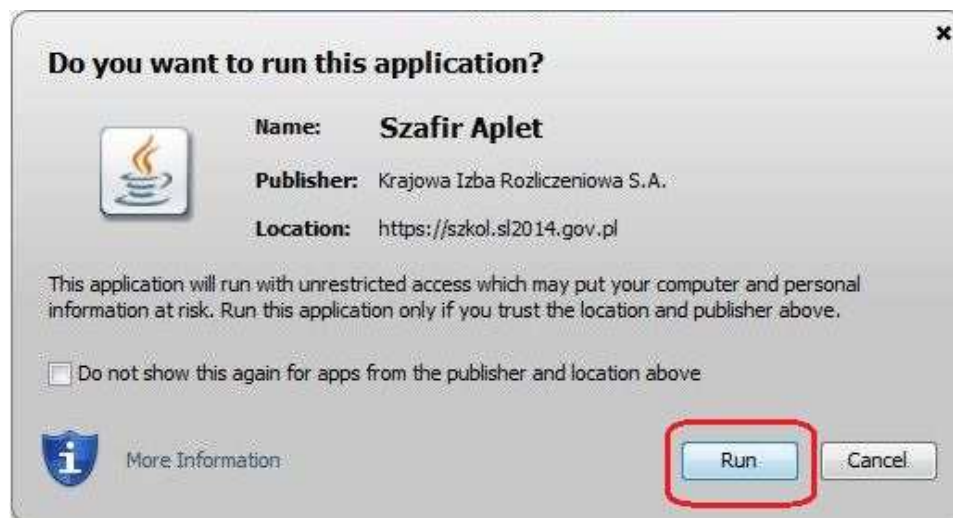 Do you want to run this application?
Name: Szafir Aplet
Publisher: Krajowa Izba Rozliczeniowa S.A.
Location: https://szkol.sl2014.gov.pl
This application will run with unrestricted access which may put your computer and personal
information at risk. Run this application only if you trust the location and publisher above.
Do not show this again for apps from the publisher and location above
More Information
Run
Cancel